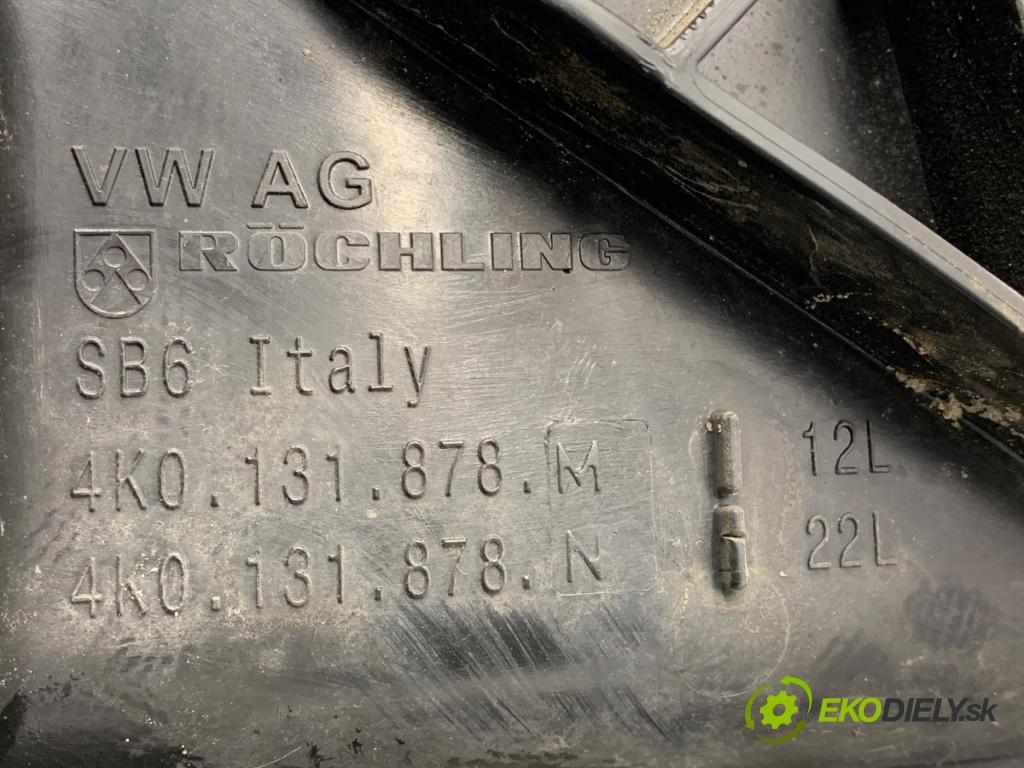 VW AG
RÖCHLING
SB6 Italy
4K0.131.878.M 12L
4K0.131.878.N 22L
EKODIELY.sk